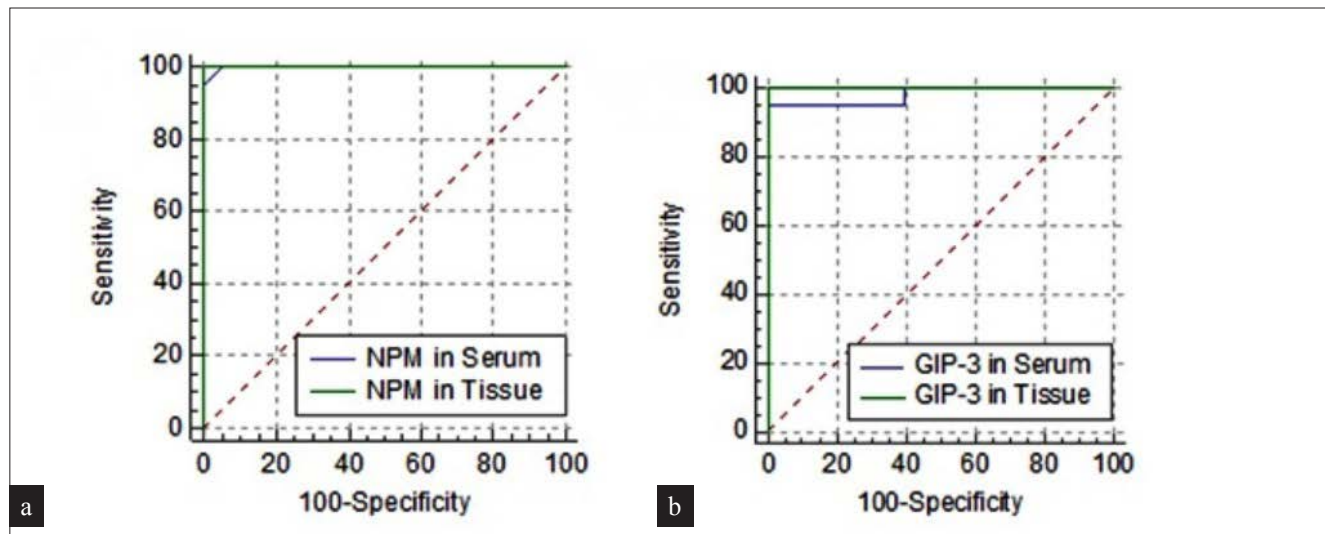 100
80
60
40
20
0
Sensitivity
NPM in Serum
NPM in Tissue
0 20 40 60 80 100
100-Specificity
a
100
80
60
40
20
0
Sensitivity
GIP-3 in Serum
GIP-3 in Tissue
0 20 40 60 80 100
100-Specificity
b